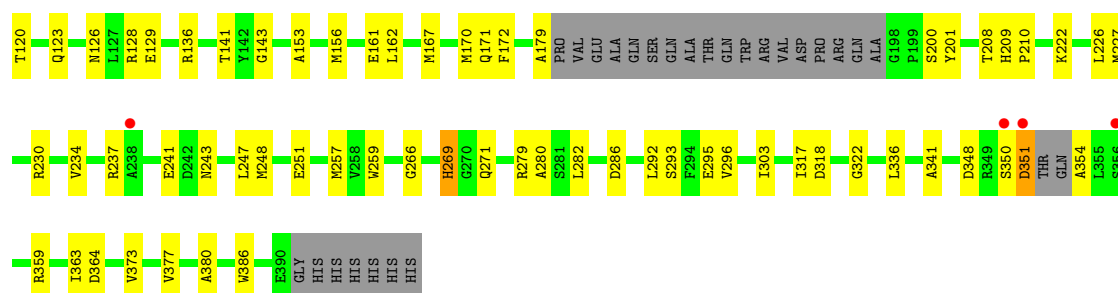 T120 Q123 N126 L127 R128 E129 R136 T141 Y142 G143 A153 M156 E161 L162 M167 M170 Q171 F172 A179 PRO VAL GLU ALA GLN SER GLN ALA THR GLN TRP ARG VAL ASP PRO ARG GLN ALA G198 P199 S200 Y201 T208 H209 P210 K222 L226 M227
R230 V234 R237 A238 E241 D242 N243 L247 M248 E251 M257 V258 W259 G266 H269 G270 Q271 R279 A280 S281 L282 D286 L292 S293 F294 E295 V296 I303 I317 D318 G322 L336 A341 D348 R349 S350 D351 THR GLN A354 L355 S356
R359 I363 D364 V373 V377 A380 W386 E390 GLY HIS HIS HIS HIS HIS HIS